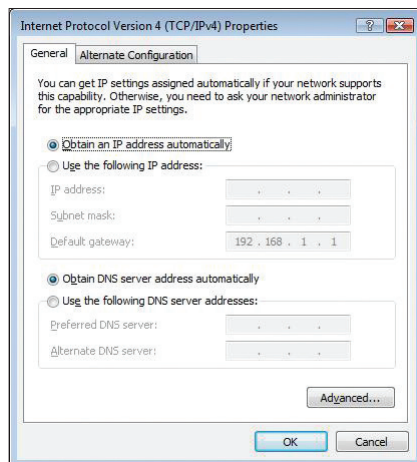 Internet Protocol Version 4 (TCP/IPv4) Properties
General
Alternate Configuration
You can get IP settings assigned automatically if your network supports
this capability. Otherwise, you need to ask your network administrator
for the appropriate IP settings.
Obtain an IP address automatically
Use the following IP address:
IP address: . . .
Subnet mask: . . .
Default gateway: 192 . 168 . 1 . 1
Obtain DNS server address automatically
Use the following DNS server addresses:
Preferred DNS server: . . .
Alternate DNS server: . . .
Advanced...
OK
Cancel